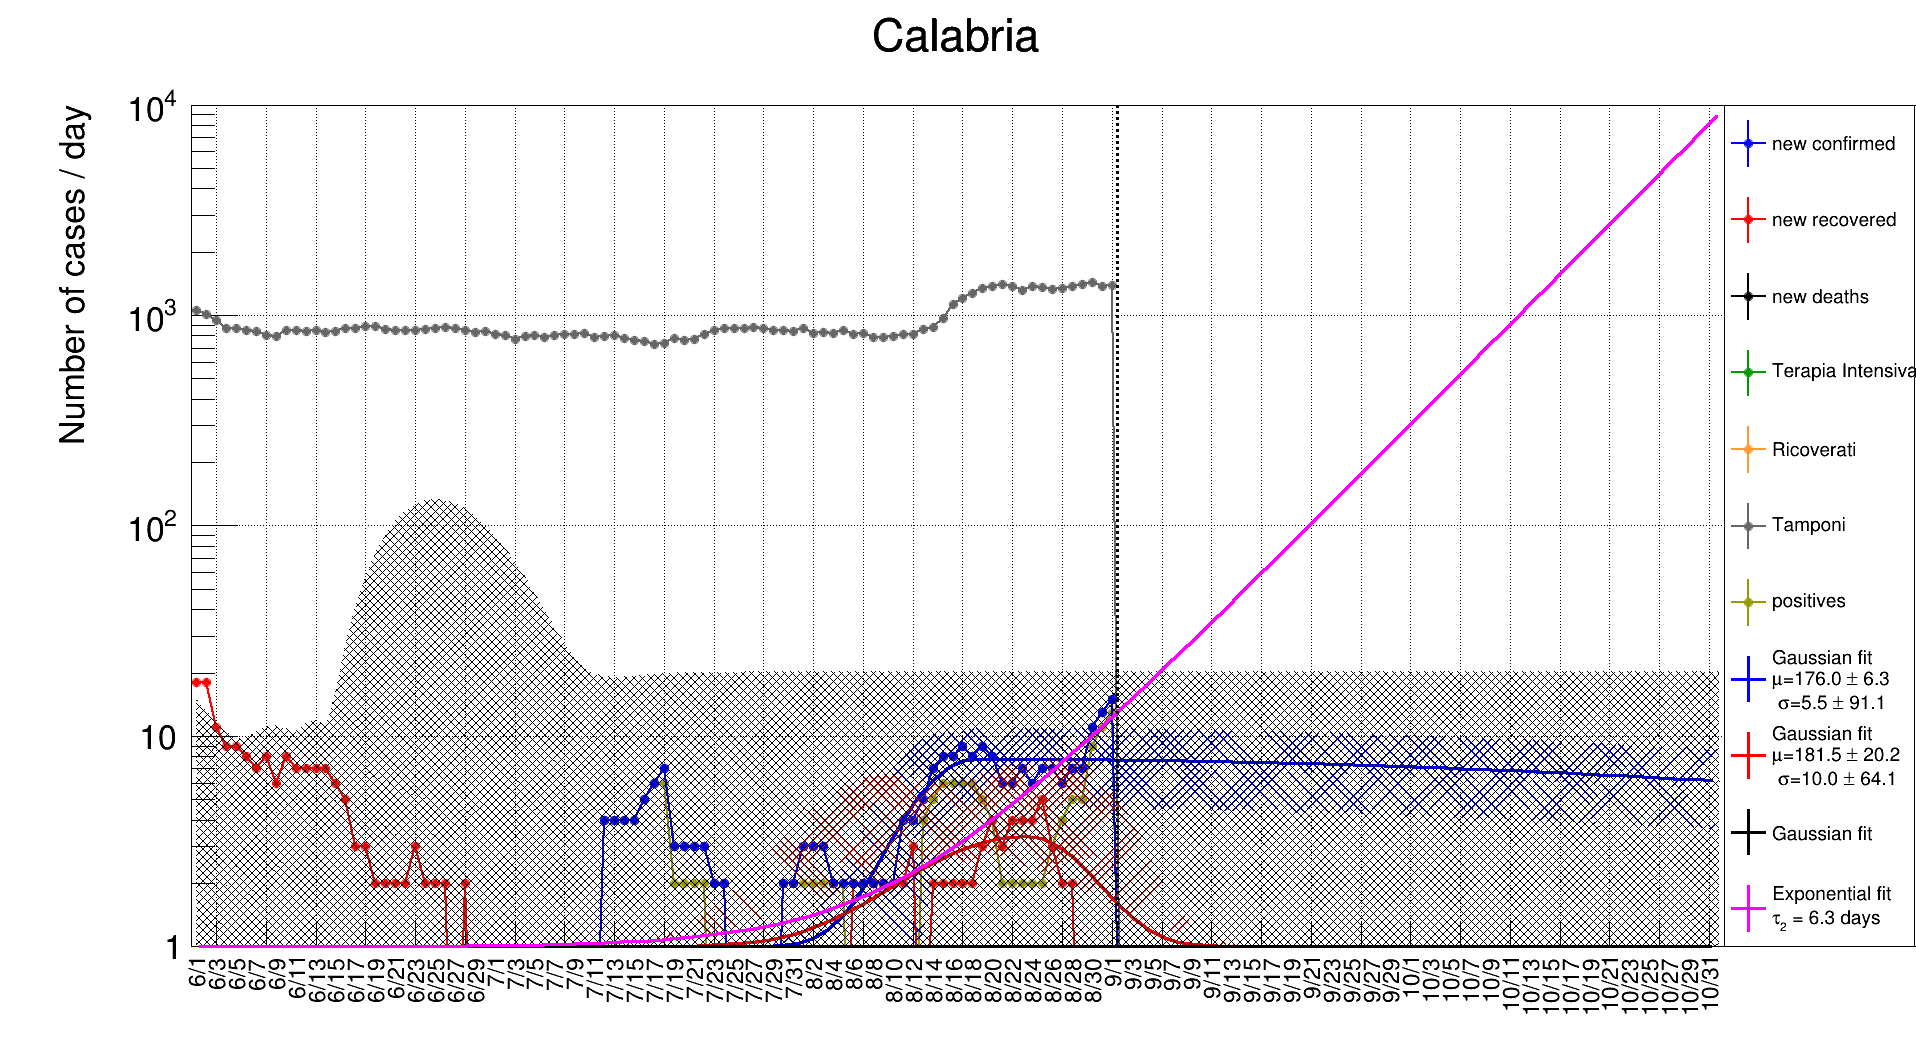 Calabria
Number of cases / day
10⁴
10³
10²
10
1
6/1 6/3 6/5 6/7 6/9 6/11 6/13 6/15 6/17 6/19 6/21 6/23 6/25 6/27 6/29 7/1 7/3 7/5 7/7 7/9 7/11 7/13 7/15 7/17 7/19 7/21 7/23 7/25 7/27 7/29 7/31 8/2 8/4 8/6 8/8 8/10 8/12 8/14 8/16 8/18 8/20 8/22 8/24 8/26 8/28 8/30 9/1 9/3 9/5 9/7 9/9 9/11 9/13 9/15 9/17 9/19 9/21 9/23 9/25 9/27 9/29 10/1 10/3 10/5 10/7 10/9 10/11 10/13 10/15 10/17 10/19 10/21 10/23 10/25 10/27 10/29 10/31
new confirmed
new recovered
new deaths
Terapia Intensiva
Ricoverati
Tamponi
positives
Gaussian fit
μ=176.0 ± 6.3
σ=5.5 ± 91.1
Gaussian fit
μ=181.5 ± 20.2
σ=10.0 ± 64.1
Gaussian fit
Exponential fit
τ₂ = 6.3 days